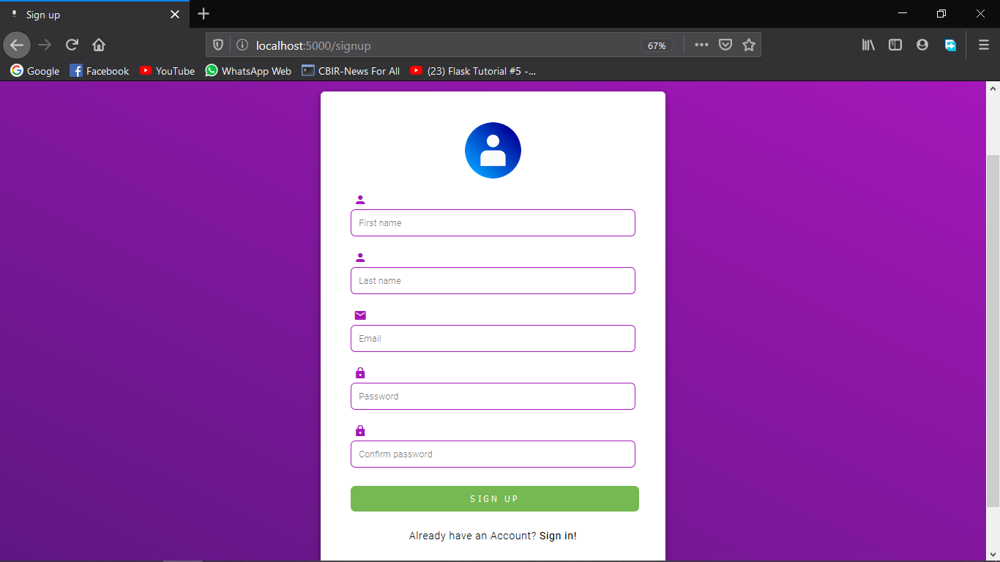 Sign up
localhost:5000/signup 67%
Google Facebook YouTube WhatsApp Web CBIR-News For All (23) Flask Tutorial #5 -...
First name
Last name
Email
Password
Confirm password
SIGN UP
Already have an Account? Sign in!